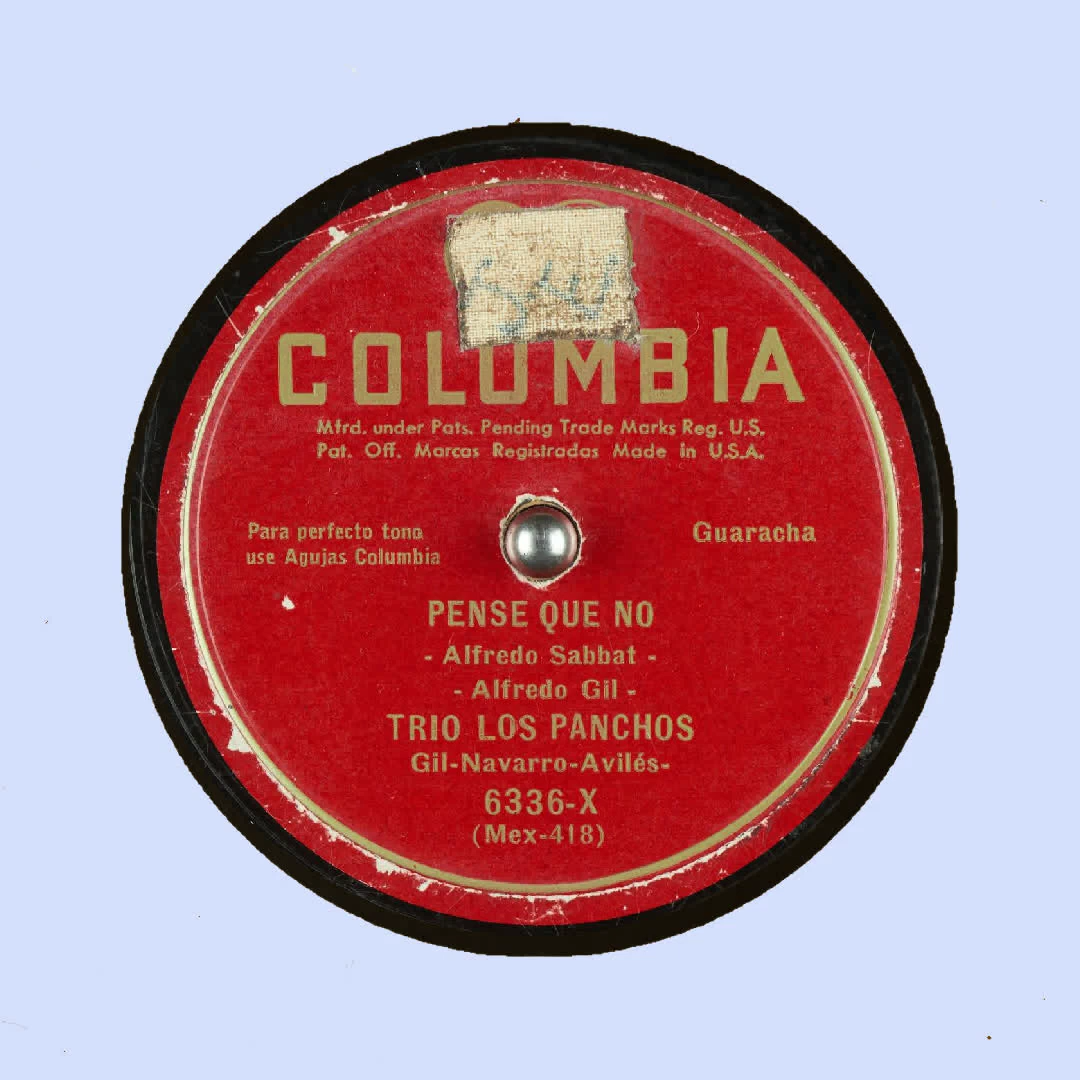 COLUMBIA
Mfrd. under Pats. Pending Trade Marks Reg. U.S.
Pat. Off. Marcas Registradas Made in U.S.A.
Para perfecto tono
use Agujas Columbia
Guaracha
PENSE QUE NO
- Alfredo Sabbat -
- Alfredo Gil -
TRIO LOS PANCHOS
Gil-Navarro-Avilés-
6336-X
(Mex-418)